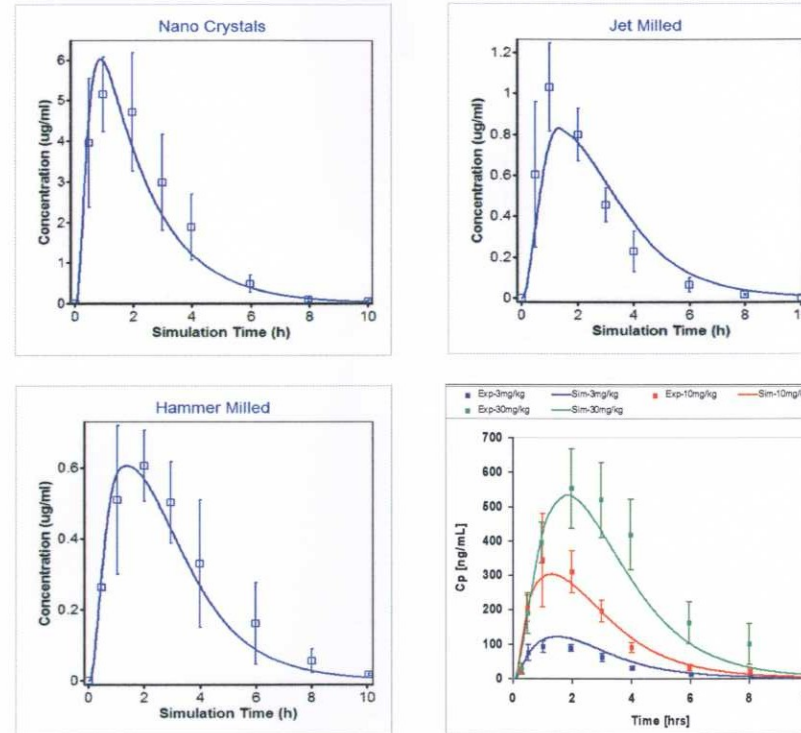 Nano Crystals
Concentration (ug/ml)
6
5
4
3
2
1
0
0 2 4 6 8 10
Simulation Time (h)
Jet Milled
Concentration (ug/ml)
1.2
1
0.8
0.6
0.4
0.2
0
0 2 4 6 8
Simulation Time (h)
Hammer Milled
Concentration (ug/ml)
0.6
0.4
0.2
0
0 2 4 6 8 10
Simulation Time (h)
Exp-3mg/kg Sim-3mg/kg Exp-10mg/kg
Exp-30mg/kg Sim-30mg/kg
Cp [ng/mL]
700
600
500
400
300
200
100
0
0 2 4 6 8
Time [hrs]